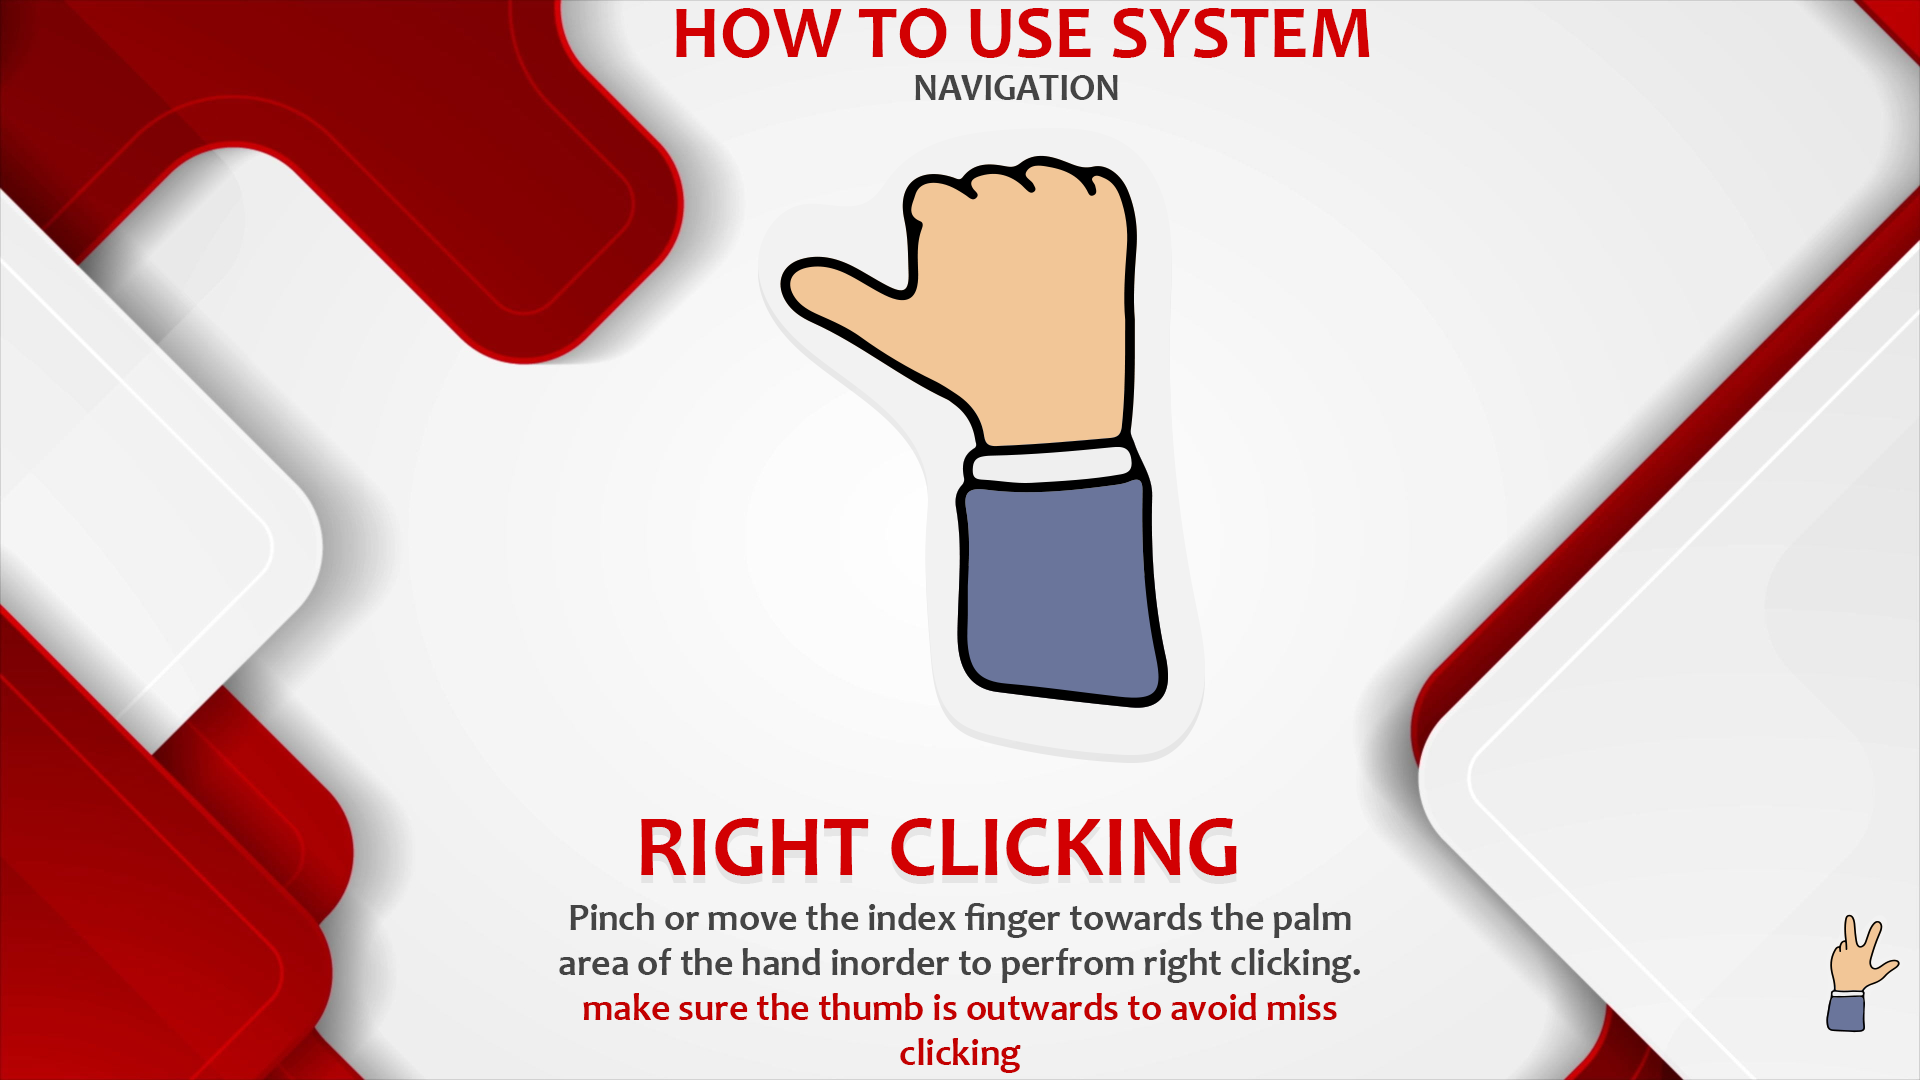 HOW TO USE SYSTEM
NAVIGATION
RIGHT CLICKING
Pinch or move the index finger towards the palm
area of the hand inorder to perfrom right clicking.
make sure the thumb is outwards to avoid miss
clicking